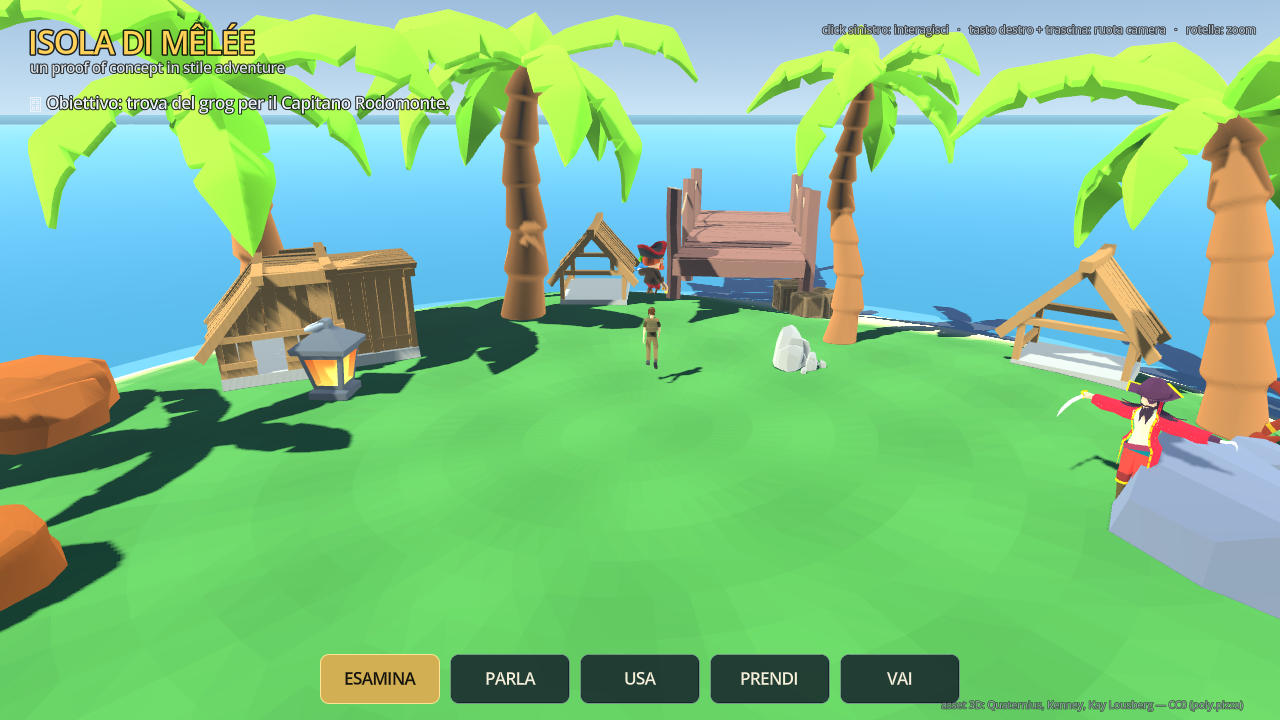 ISOLA DI MÊLÉE
un proof of concept in stile adventure
Obiettivo: trova del grog per il Capitano Rodomonte.
click sinistro: interagisci · tasto destro + trascina: ruota camera · rotella: zoom
ESAMINA
PARLA
USA
PRENDI
VAI
asset 3D: Quaternius, Kenney, Kay Lousberg — CC0 (poly.pizza)